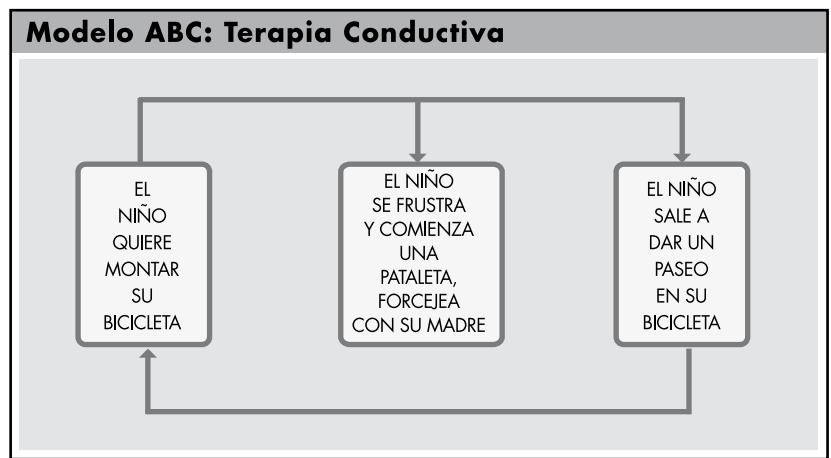 Modelo ABC: Terapia Conductiva
EL
NIÑO
QUIERE
MONTAR
SU
BICICLETA
EL NIÑO
SE FRUSTRA
Y COMIENZA
UNA
PATALETA,
FORCEJEA
CON SU MADRE
EL NIÑO
SALE A
DAR UN
PASEO
EN SU
BICICLETA